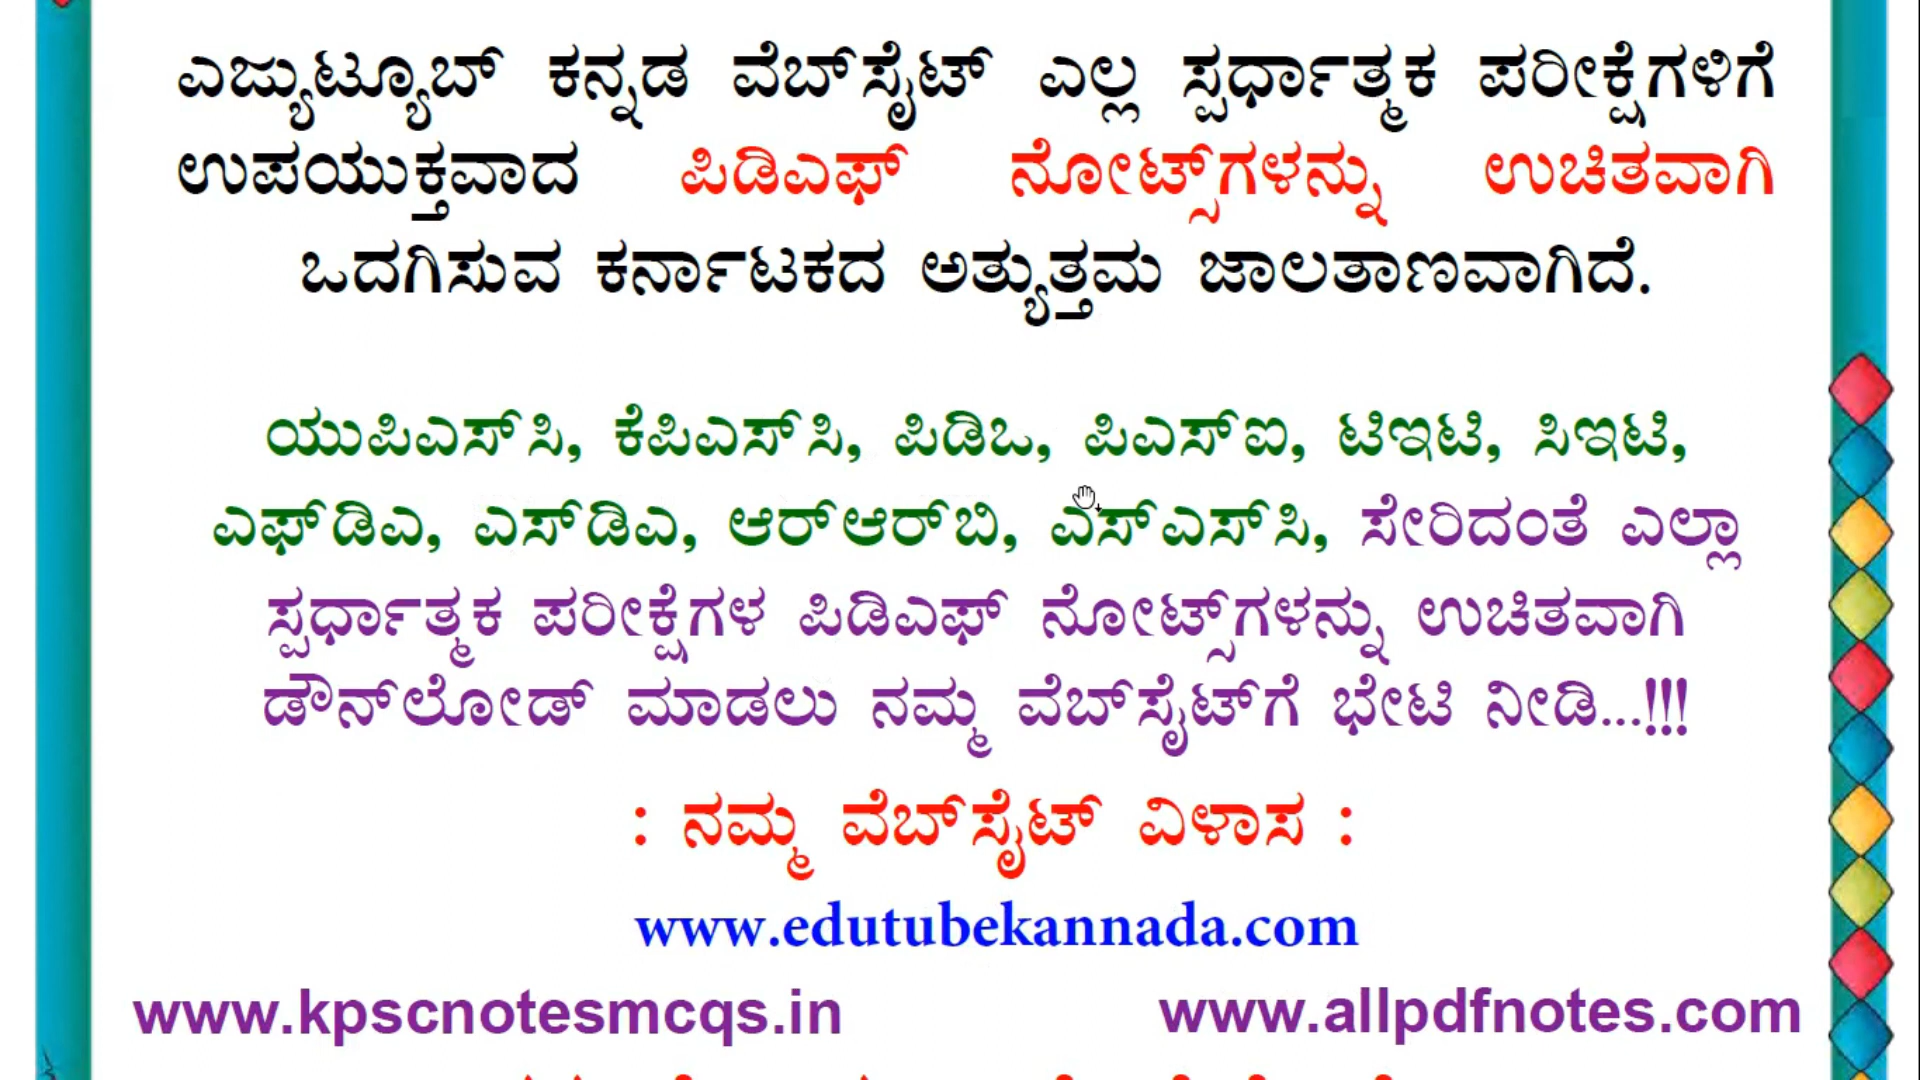 ಎಜ್ಯುಟ್ಯೂಬ್ ಕನ್ನಡ ವೆಬ್‌ಸೈಟ್ ಎಲ್ಲ ಸ್ಪರ್ಧಾತ್ಮಕ ಪರೀಕ್ಷೆಗಳಿಗೆ
ಉಪಯುಕ್ತವಾದ ಪಿಡಿಎಫ್ ನೋಟ್ಸ್‌ಗಳನ್ನು ಉಚಿತವಾಗಿ
ಒದಗಿಸುವ ಕರ್ನಾಟಕದ ಅತ್ಯುತ್ತಮ ಜಾಲತಾಣವಾಗಿದೆ.
ಯುಪಿಎಸ್‌ಸಿ, ಕೆಪಿಎಸ್‌ಸಿ, ಪಿಡಿಒ, ಪಿಎಸ್‌ಐ, ಟಿಇಟಿ, ಸಿಇಟಿ,
ಎಫ್‌ಡಿಎ, ಎಸ್‌ಡಿಎ, ಆರ್‌ಆರ್‌ಬಿ, ಎಸ್‌ಎಸ್‌ಸಿ, ಸೇರಿದಂತೆ ಎಲ್ಲಾ
ಸ್ಪರ್ಧಾತ್ಮಕ ಪರೀಕ್ಷೆಗಳ ಪಿಡಿಎಫ್ ನೋಟ್ಸ್‌ಗಳನ್ನು ಉಚಿತವಾಗಿ
ಡೌನ್‌ಲೋಡ್ ಮಾಡಲು ನಮ್ಮ ವೆಬ್‌ಸೈಟ್‌ಗೆ ಭೇಟಿ ನೀಡಿ...!!!
: ನಮ್ಮ ವೆಬ್‌ಸೈಟ್ ವಿಳಾಸ :
www.edutubekannada.com
www.kpscnotesmcqs.in www.allpdfnotes.com